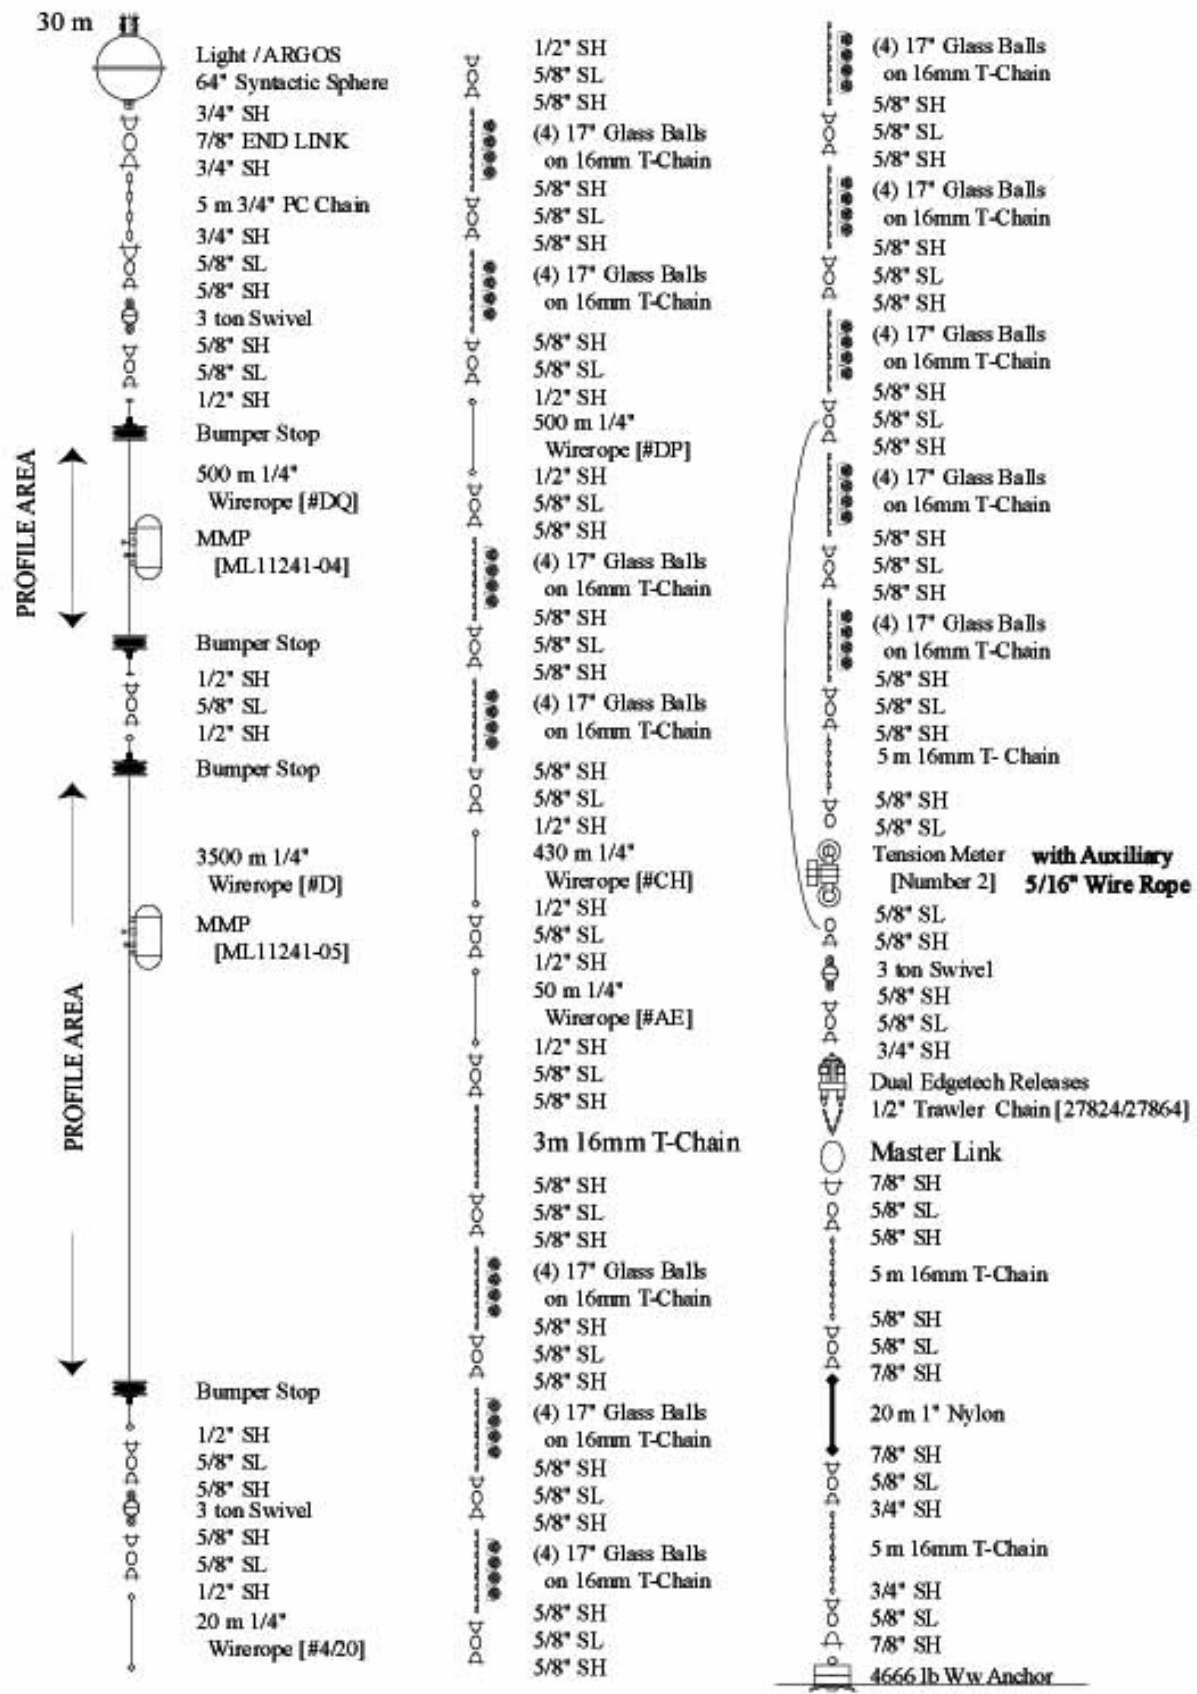 30 m
Light / ARGOS
64" Syntactic Sphere
3/4" SH
7/8" END LINK
3/4" SH
5 m 3/4" PC Chain
3/4" SH
5/8" SL
5/8" SH
3 ton Swivel
5/8" SH
5/8" SL
1/2" SH
Bumper Stop
PROFILE AREA
500 m 1/4"
Wirerope [#DQ]
MMP
[ML11241-04]
Bumper Stop
1/2" SH
5/8" SL
1/2" SH
Bumper Stop
PROFILE AREA
3500 m 1/4"
Wirerope [#D]
MMP
[ML11241-05]
Bumper Stop
1/2" SH
5/8" SL
5/8" SH
3 ton Swivel
5/8" SH
5/8" SL
1/2" SH
20 m 1/4"
Wirerope [#4/20]
1/2" SH
5/8" SL
5/8" SH
(4) 17" Glass Balls
on 16mm T-Chain
5/8" SH
5/8" SL
5/8" SH
(4) 17" Glass Balls
on 16mm T-Chain
5/8" SH
5/8" SL
1/2" SH
500 m 1/4"
Wirerope [#DP]
1/2" SH
5/8" SL
5/8" SH
(4) 17" Glass Balls
on 16mm T-Chain
5/8" SH
5/8" SL
5/8" SH
(4) 17" Glass Balls
on 16mm T-Chain
5/8" SH
5/8" SL
1/2" SH
430 m 1/4"
Wirerope [#CH]
1/2" SH
5/8" SL
1/2" SH
50 m 1/4"
Wirerope [#AE]
1/2" SH
5/8" SL
5/8" SH
3m 16mm T-Chain
5/8" SH
5/8" SL
5/8" SH
(4) 17" Glass Balls
on 16mm T-Chain
5/8" SH
5/8" SL
5/8" SH
(4) 17" Glass Balls
on 16mm T-Chain
5/8" SH
5/8" SL
5/8" SH
(4) 17" Glass Balls
on 16mm T-Chain
5/8" SH
5/8" SL
5/8" SH
(4) 17" Glass Balls
on 16mm T-Chain
5/8" SH
5/8" SL
5/8" SH
(4) 17" Glass Balls
on 16mm T-Chain
5/8" SH
5/8" SL
5/8" SH
(4) 17" Glass Balls
on 16mm T-Chain
5/8" SH
5/8" SL
5/8" SH
(4) 17" Glass Balls
on 16mm T-Chain
5/8" SH
5/8" SL
5/8" SH
(4) 17" Glass Balls
on 16mm T-Chain
5/8" SH
5/8" SL
5/8" SH
5 m 16mm T- Chain
5/8" SH
5/8" SL
Tension Meter with Auxiliary
[Number 2] 5/16" Wire Rope
5/8" SL
5/8" SH
3 ton Swivel
5/8" SH
5/8" SL
3/4" SH
Dual Edgetech Releases
1/2" Trawler Chain [27824/27864]
Master Link
7/8" SH
5/8" SL
5/8" SH
5 m 16mm T-Chain
5/8" SH
5/8" SL
7/8" SH
20 m 1" Nylon
7/8" SH
5/8" SL
3/4" SH
5 m 16mm T-Chain
3/4" SH
5/8" SL
7/8" SH
4666 lb Ww Anchor